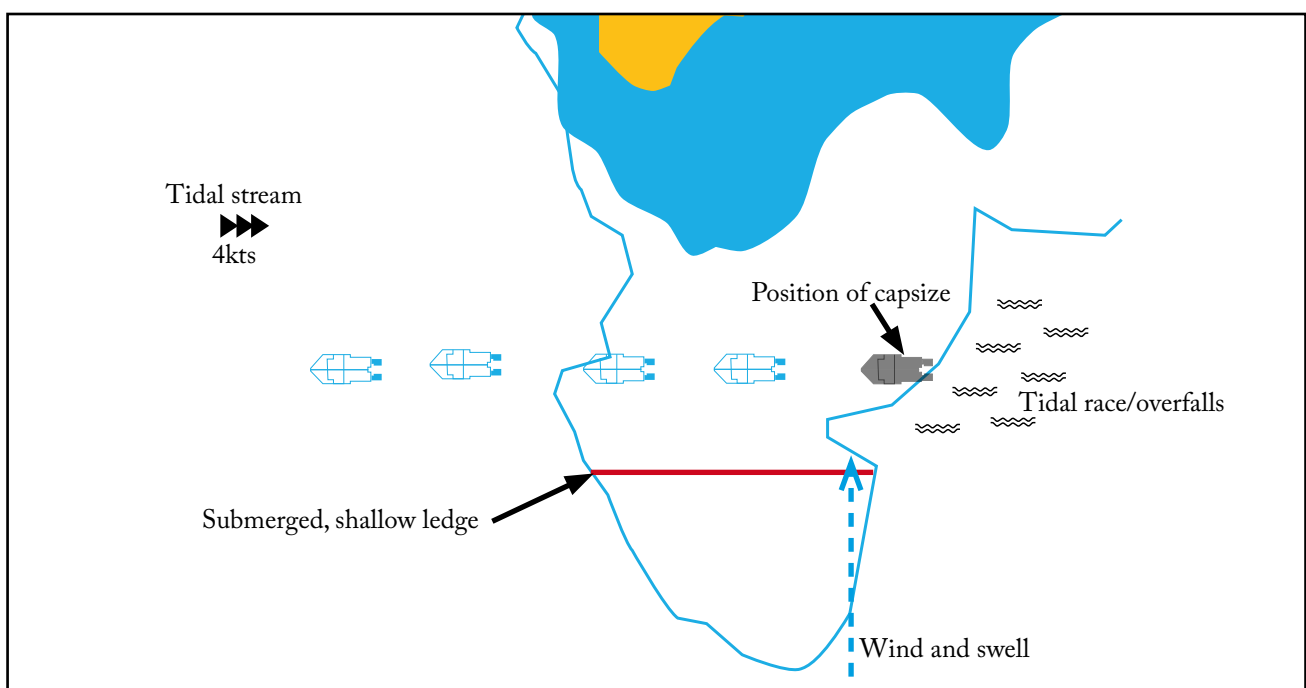 Tidal stream
4kts
Position of capsize
Tidal race/overfalls
Submerged, shallow ledge
Wind and swell